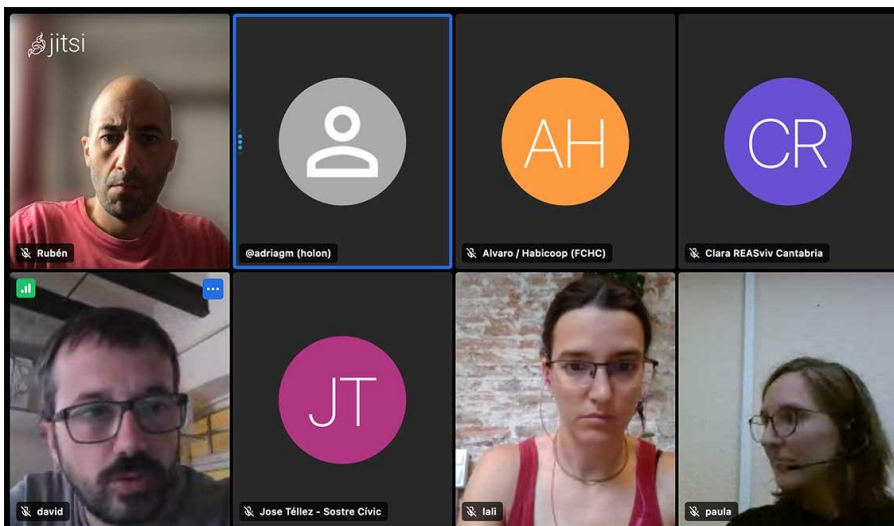 jitsi
AH
CR
Rubén
@adriagm (holon)
Alvaro / Habicoop (FCHC)
Clara REASviv Cantabria
JT
david
Jose Téllez - Sostre Cívic
lali
paula